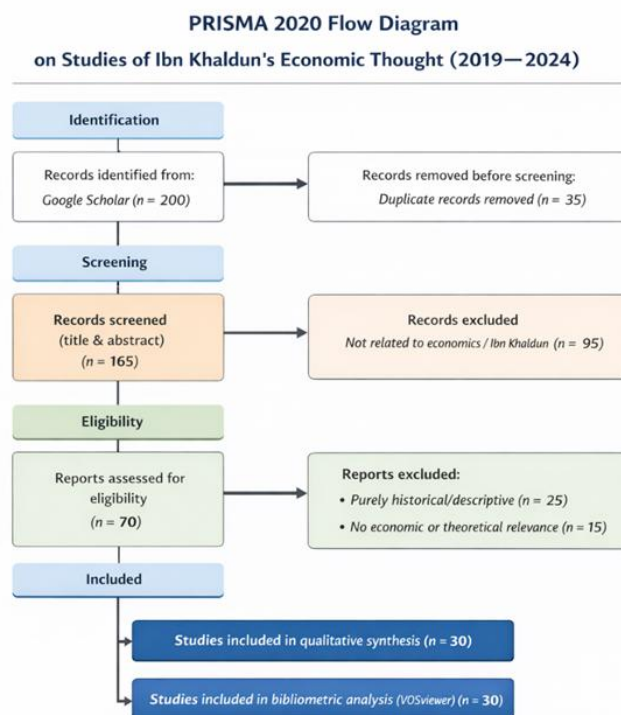 PRISMA 2020 Flow Diagram
on Studies of Ibn Khaldun's Economic Thought (2019—2024)
Identification
Records identified from:
Google Scholar (n = 200)
Records removed before screening:
Duplicate records removed (n = 35)
Screening
Records screened
(title & abstract)
(n = 165)
Records excluded
Not related to economics / Ibn Khaldun (n = 95)
Eligibility
Reports assessed for
eligibility
(n = 70)
Reports excluded:
• Purely historical/descriptive (n = 25)
• No economic or theoretical relevance (n = 15)
Included
Studies included in qualitative synthesis (n = 30)
Studies included in bibliometric analysis (VOSviewer) (n = 30)